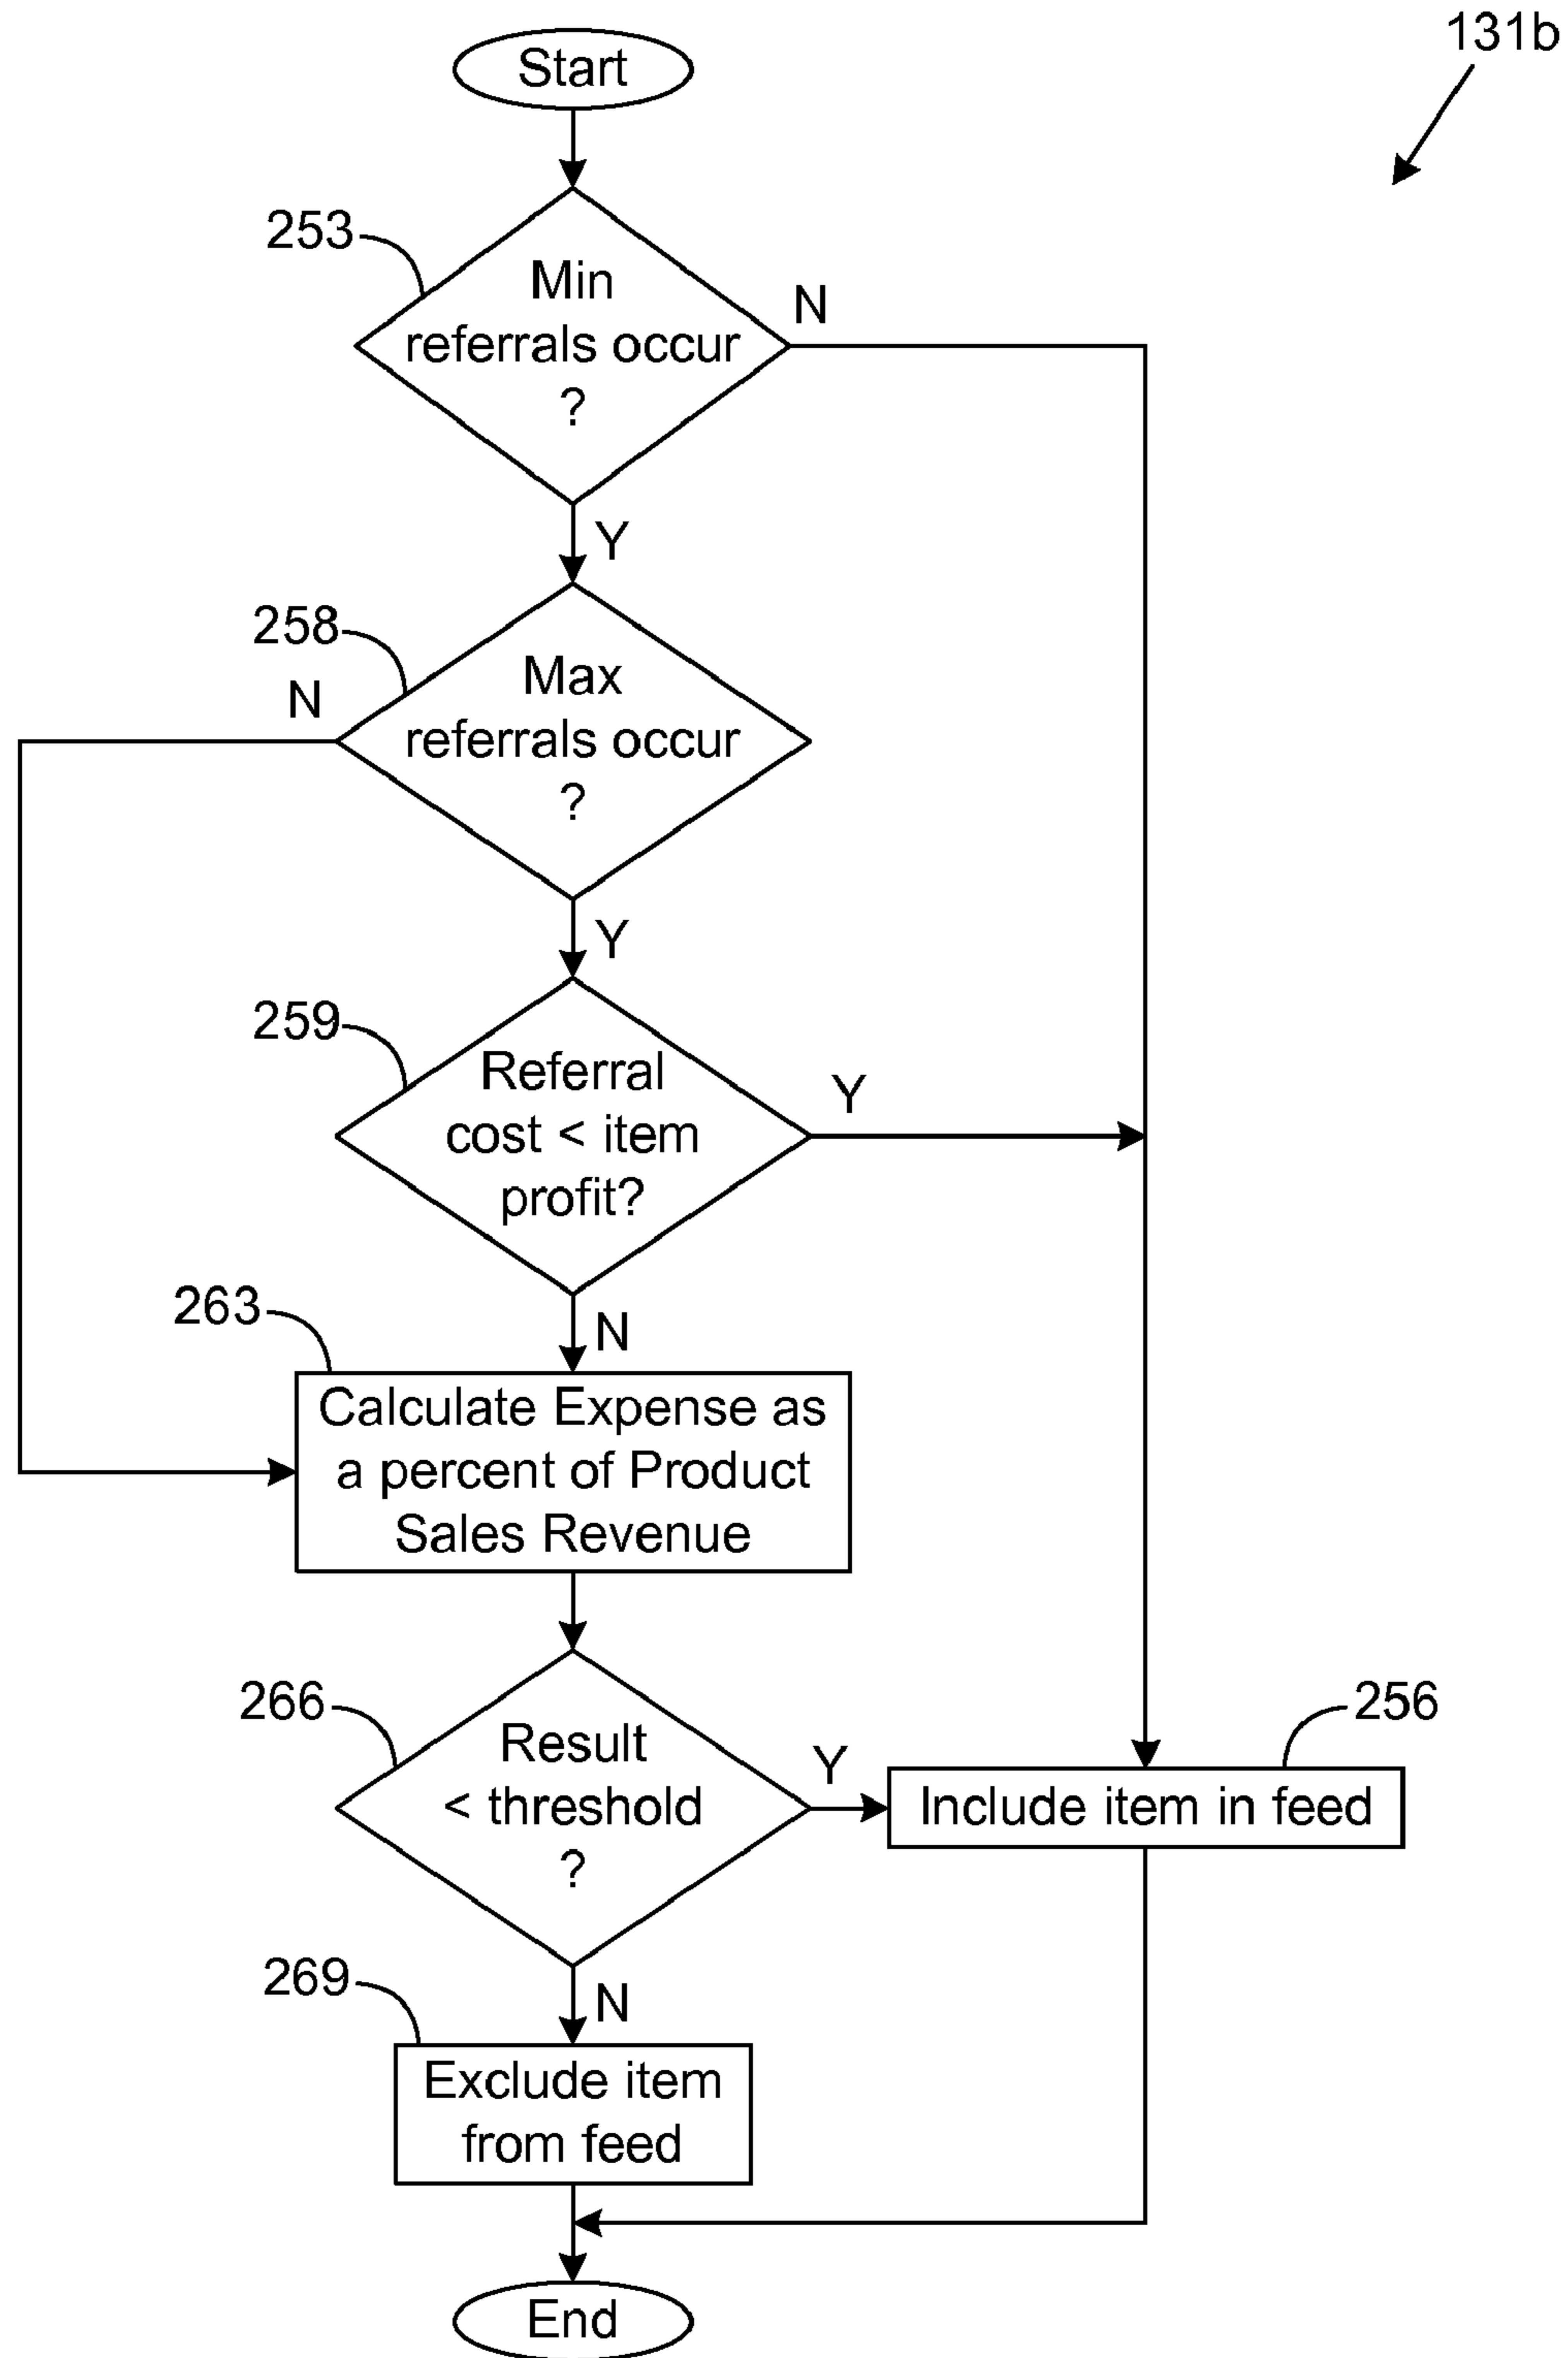 131b
Start
253
Min
referrals occur
?
N
Y
258
N
Max
referrals occur
?
Y
259
Referral
cost < item
profit?
Y
263
N
Calculate Expense as
a percent of Product
Sales Revenue
266
Result
< threshold
?
Y
256
Include item in feed
269
N
Exclude item
from feed
End